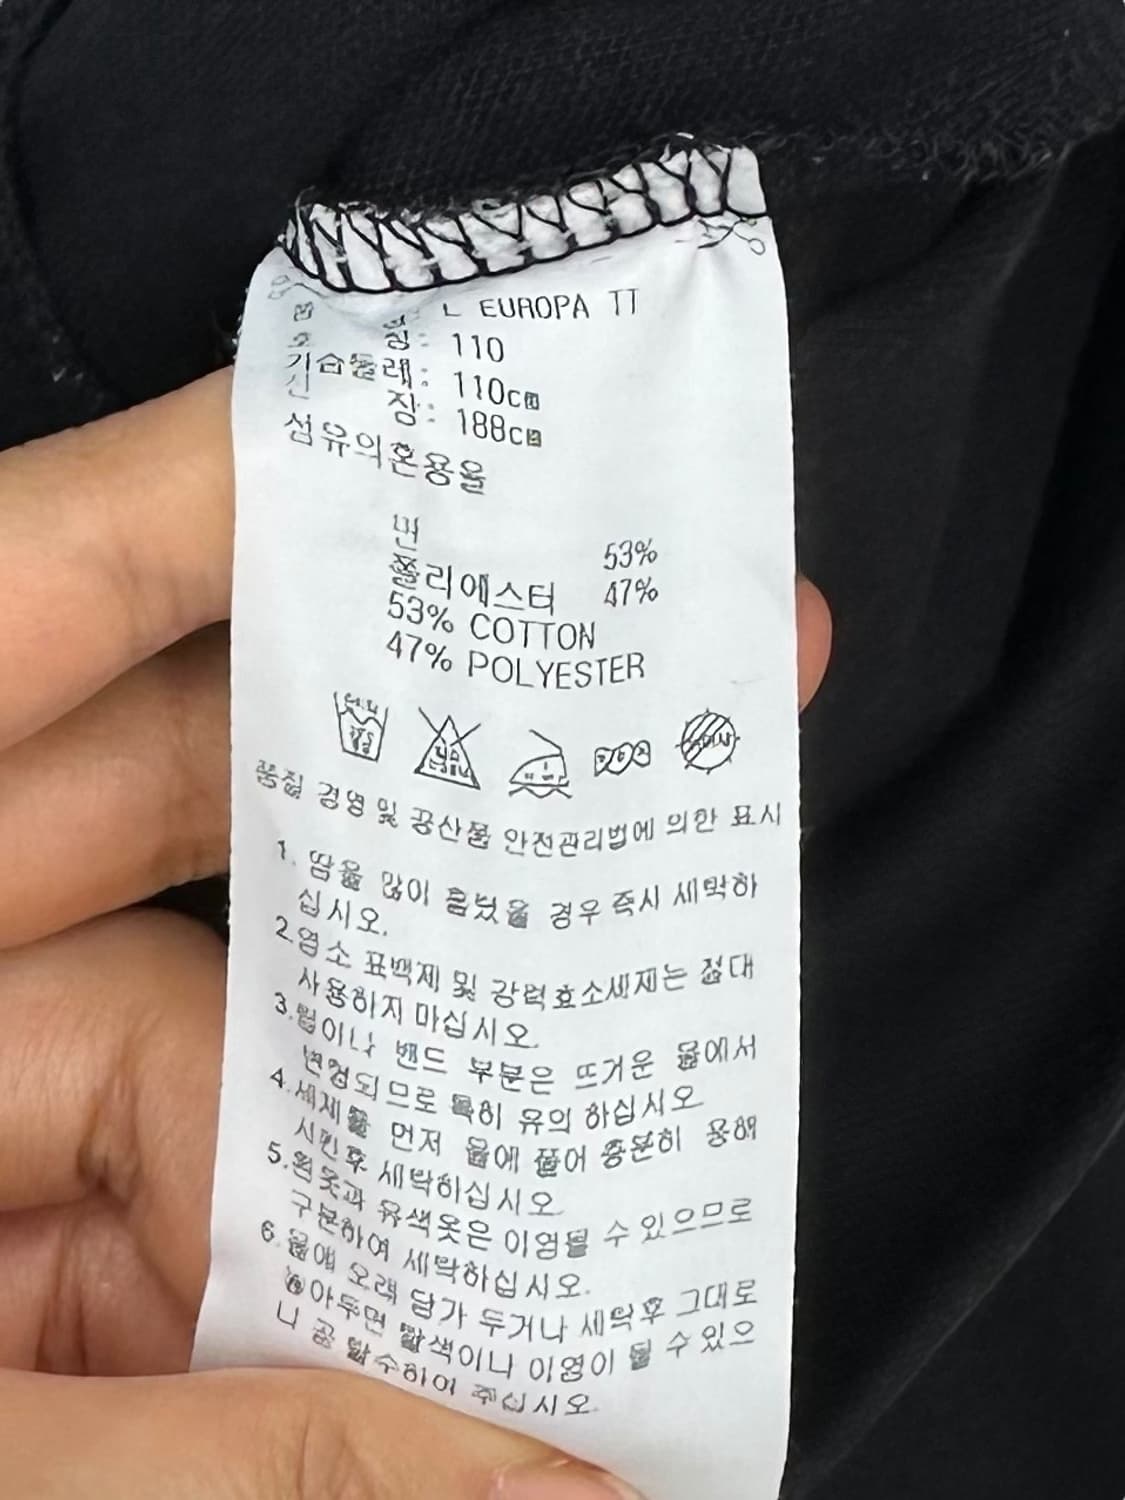 명: L EUROPA TT
호 칭: 110
가슴둘레: 110cm
신 장: 188cm
섬유의혼용율
면 53%
폴리에스터 47%
53% COTTON
47% POLYESTER
품질 경영 및 공산품 안전관리법에 의한 표시
1. 땀을 많이 흘렸을 경우 즉시 세탁하
십시오.
2.염소 표백제 및 강력효소세제는 절대
사용하지 마십시오.
3.털이나 밴드 부분은 뜨거운 물에서
변형되므로 특히 유의 하십시오
4.세제를 먼저 물에 풀어 충분히 용해
시킨후 세탁하십시오.
5.흰옷과 유색옷은 이염될 수 있으므로
구분하여 세탁하십시오.
6.물에 오래 담가 두거나 세탁후 그대로
놓아두면 탈색이나 이염이 될 수 있으
니 곧 탈수하여 주십시오.